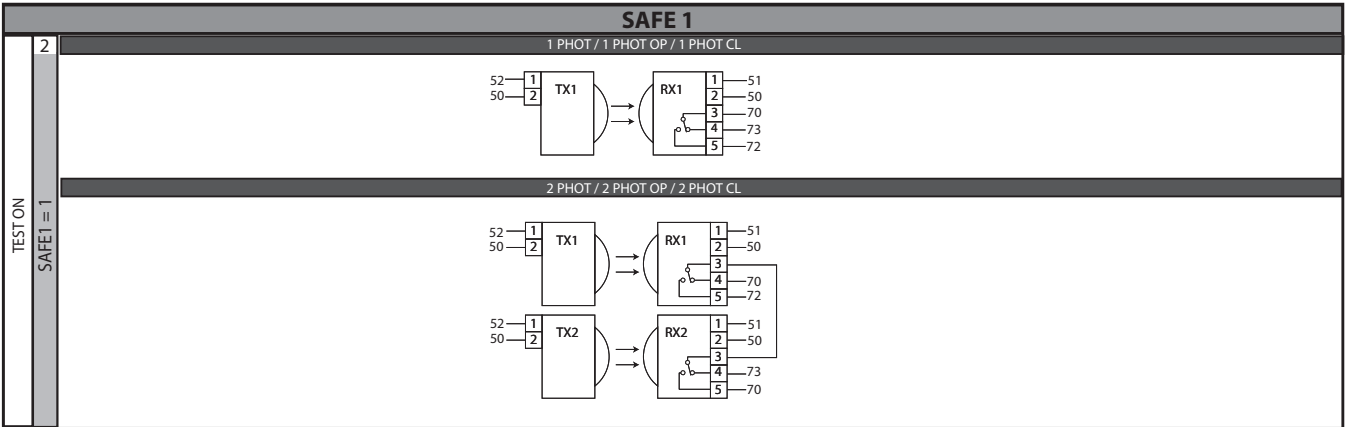 SAFE 1
2
1 PHOT / 1 PHOT OP / 1 PHOT CL
TEST ON
SAFE1 = 1
52 1 TX1 RX1 1 51
50 2 2 50
3 70
4 73
5 72
2 PHOT / 2 PHOT OP / 2 PHOT CL
52 1 TX1 RX1 1 51
50 2 2 50
3
4 70
5 72
52 1 TX2 RX2 1 51
50 2 2 50
3
4 73
5 70